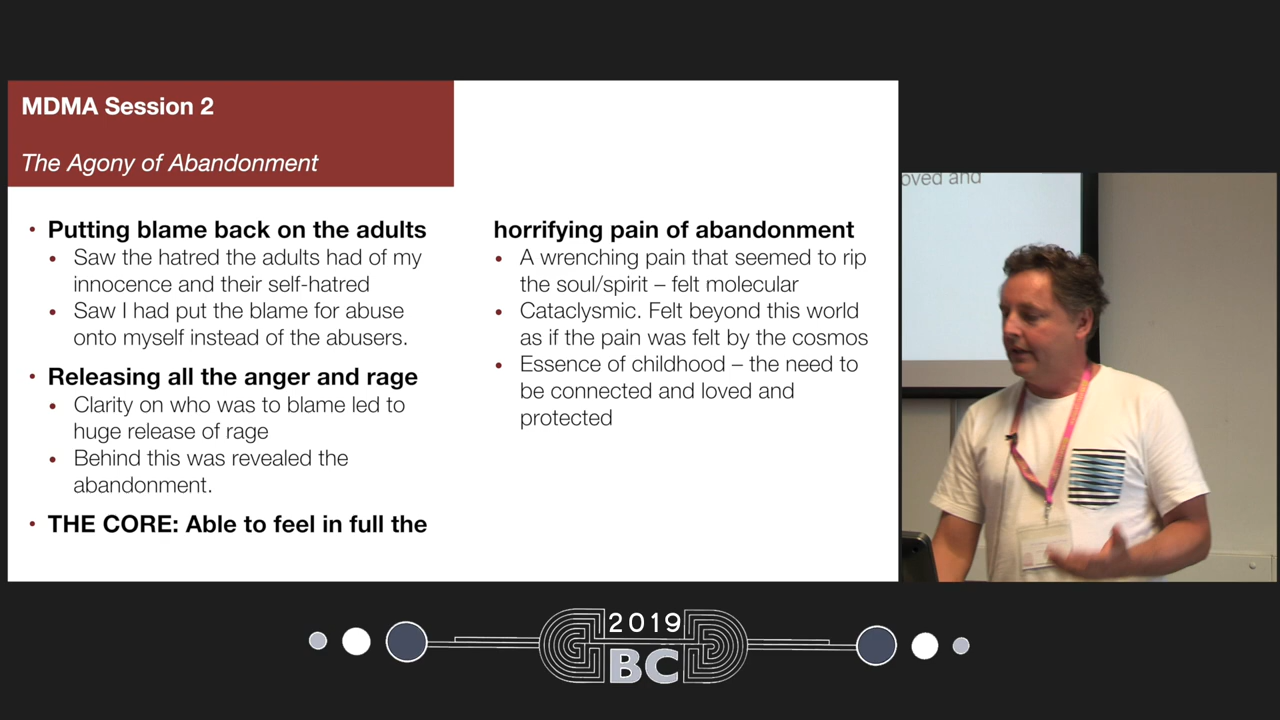 MDMA Session 2
The Agony of Abandonment
• Putting blame back on the adults
• Saw the hatred the adults had of my
innocence and their self-hatred
• Saw I had put the blame for abuse
onto myself instead of the abusers.
• Releasing all the anger and rage
• Clarity on who was to blame led to
huge release of rage
• Behind this was revealed the
abandonment.
• THE CORE: Able to feel in full the
horrifying pain of abandonment
• A wrenching pain that seemed to rip
the soul/spirit – felt molecular
• Cataclysmic. Felt beyond this world
as if the pain was felt by the cosmos
• Essence of childhood – the need to
be connected and loved and
protected
oved and
2019
BC